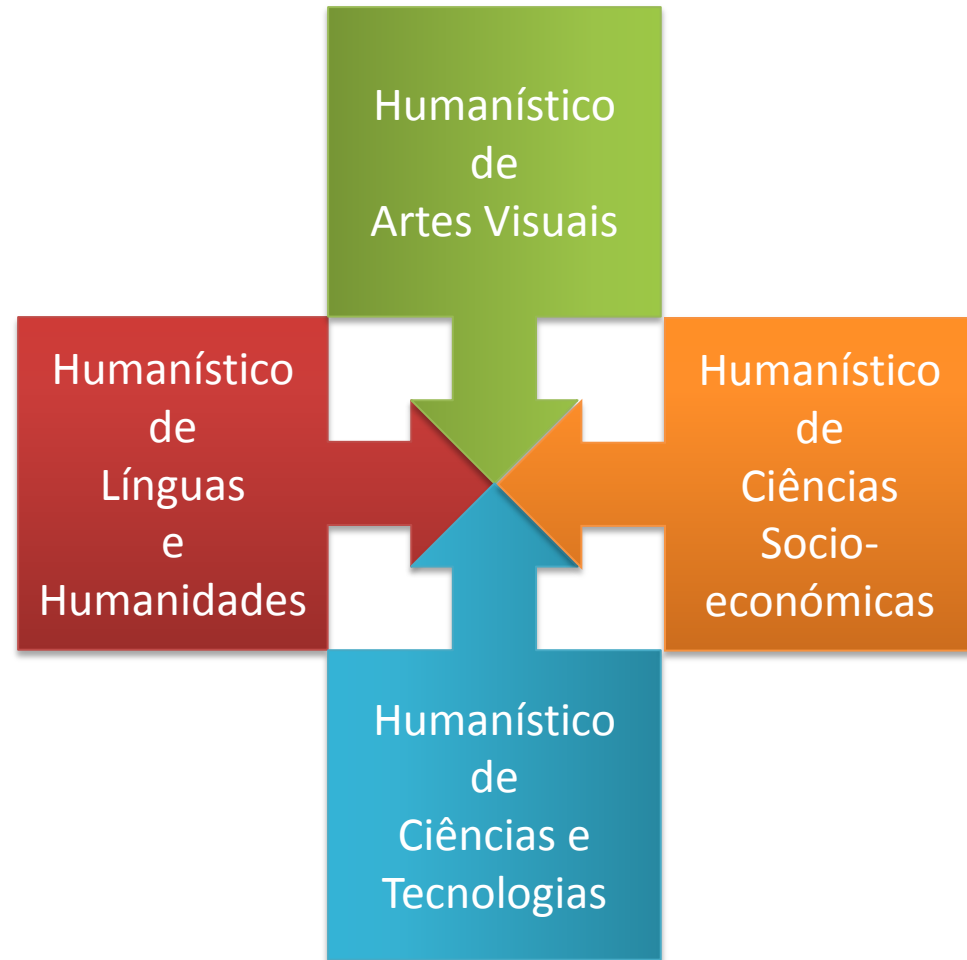 Humanístico
de
Artes Visuais
Humanístico
de
Línguas
e
Humanidades
Humanístico
de
Ciências
Socio-
económicas
Humanístico
de
Ciências e
Tecnologias